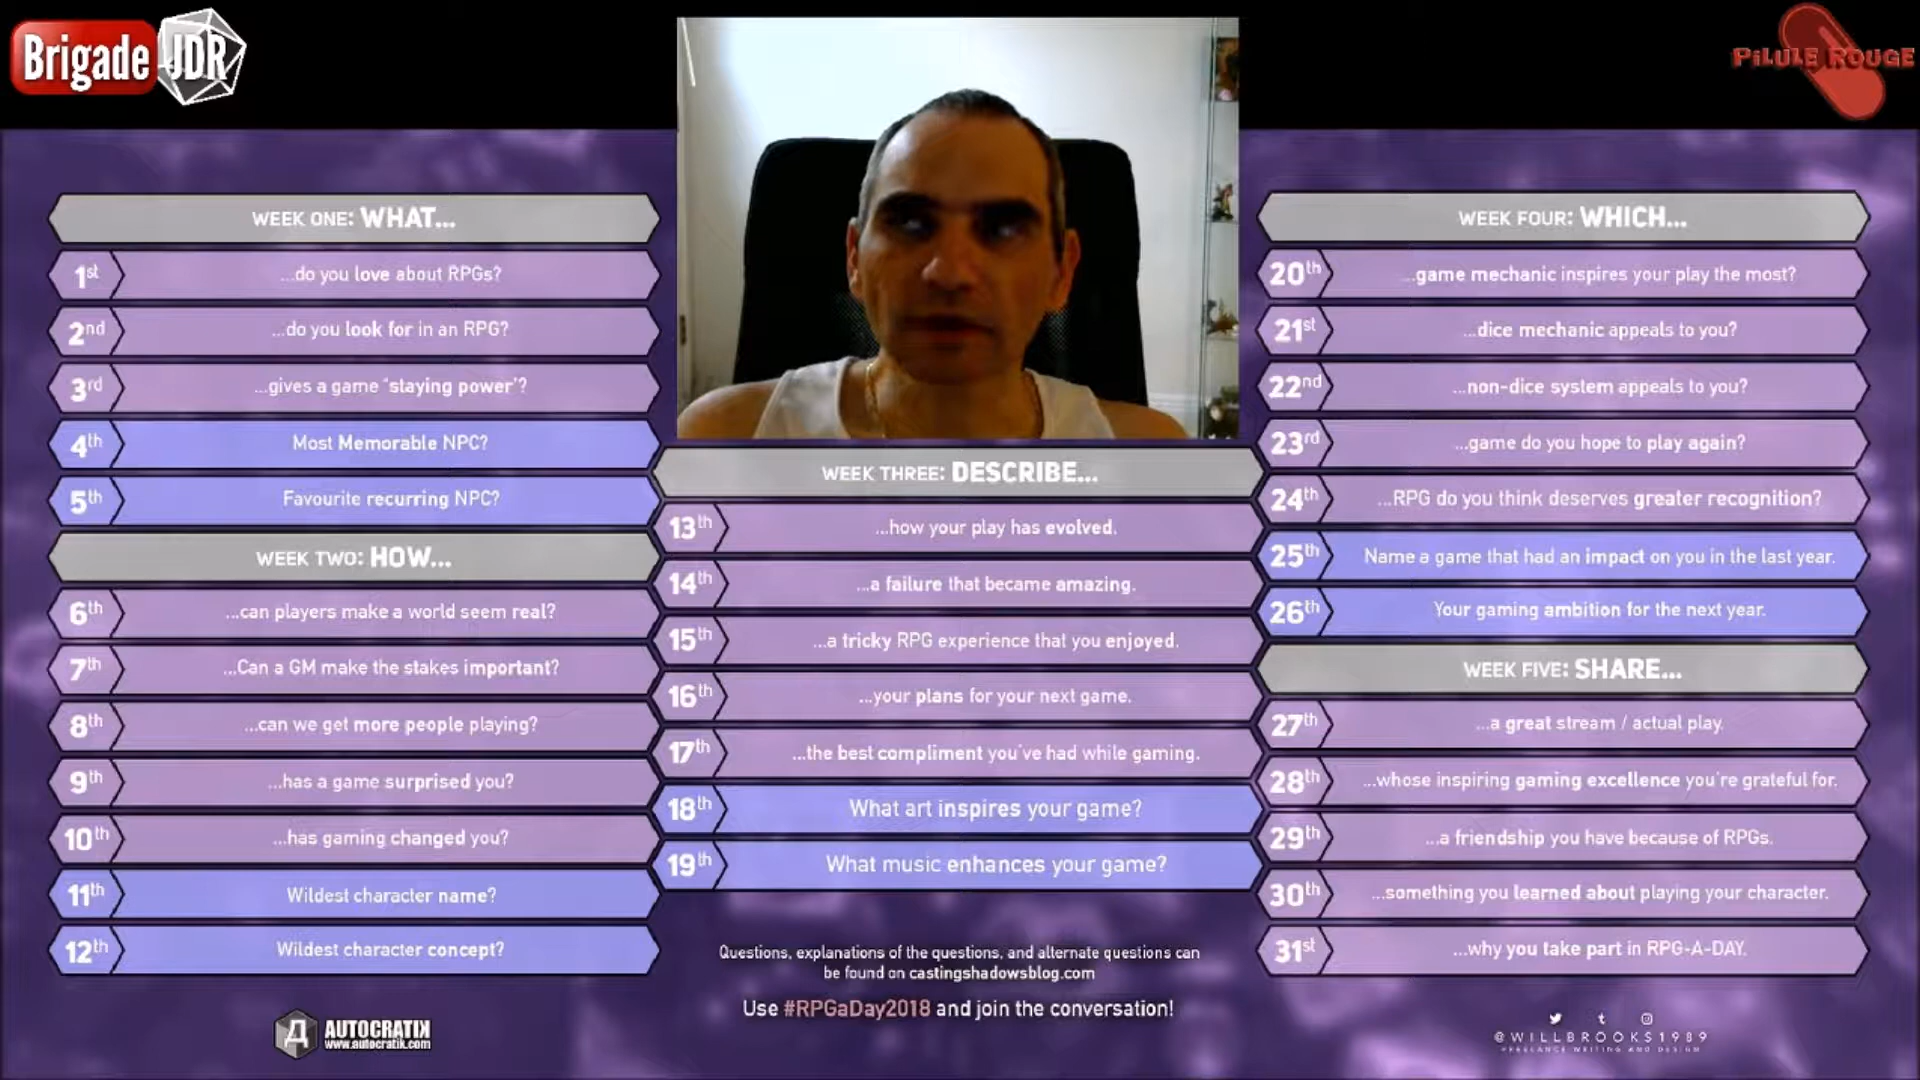 Brigade JDR
PiLULE ROUGE
WEEK ONE: WHAT...
1st ...do you love about RPGs?
2nd ...do you look for in an RPG?
3rd ...gives a game ‘staying power’?
4th Most Memorable NPC?
5th Favourite recurring NPC?
WEEK TWO: HOW...
6th ...can players make a world seem real?
7th ...Can a GM make the stakes important?
8th ...can we get more people playing?
9th ...has a game surprised you?
10th ...has gaming changed you?
11th Wildest character name?
12th Wildest character concept?
WEEK THREE: DESCRIBE...
13th ...how your play has evolved.
14th ...a failure that became amazing.
15th ...a tricky RPG experience that you enjoyed.
16th ...your plans for your next game.
17th ...the best compliment you've had while gaming.
18th What art inspires your game?
19th What music enhances your game?
WEEK FOUR: WHICH...
20th ...game mechanic inspires your play the most?
21st ...dice mechanic appeals to you?
22nd ...non-dice system appeals to you?
23rd ...game do you hope to play again?
24th ...RPG do you think deserves greater recognition?
25th Name a game that had an impact on you in the last year.
26th Your gaming ambition for the next year.
WEEK FIVE: SHARE...
27th ...a great stream / actual play.
28th ...whose inspiring gaming excellence you're grateful for.
29th ...a friendship you have because of RPGs.
30th ...something you learned about playing your character.
31st ...why you take part in RPG-A-DAY.
Questions, explanations of the questions, and alternate questions can
be found on castingshadowsblog.com
Use #RPGaDay2018 and join the conversation!
AUTOCRATIK
www.autocratik.com
@WILLBROOKS1989
FREELANCE WRITING AND DESIGN